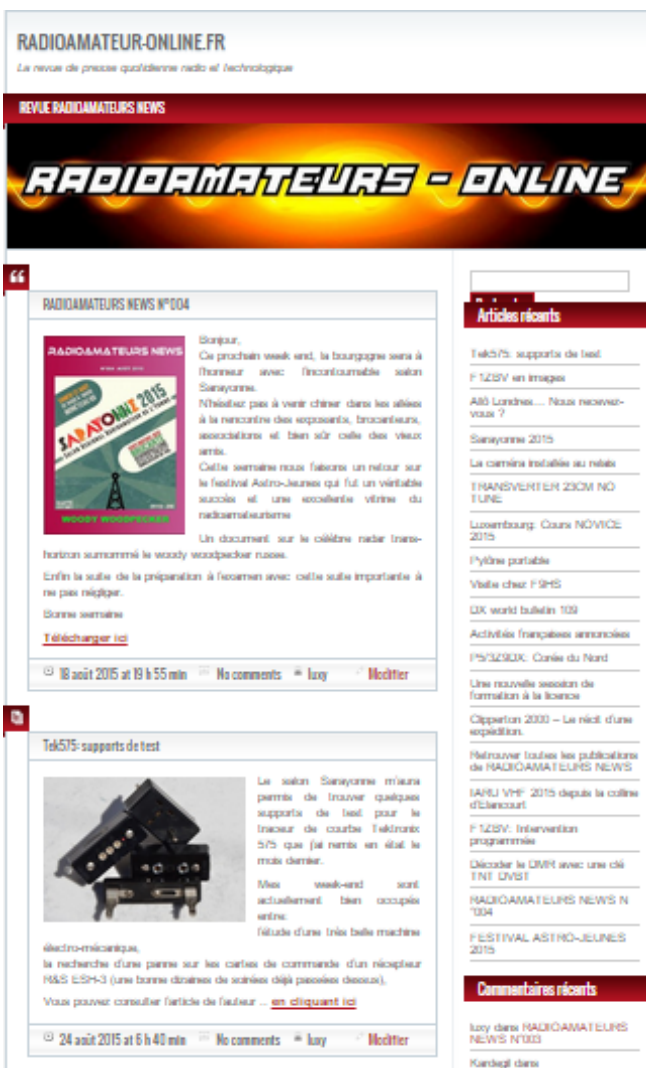 RADIOAMATEUR-ONLINE.FR
La revue de presse quotidienne radio et technologique
REVUE RADIOAMATEURS NEWS
RADIOAMATEURS - ONLINE
RADIOAMATEURS NEWS N°004
RADIOAMATEURS NEWS
SARAYONNE 2015
WOODY WOODPECKER
Bonjour,
Ce prochain week end, la bourgogne sera à
l'honneur avec l'incontournable salon
Sarayonne.
N'hésitez pas à venir chiner dans les allées
à la rencontre des exposants, brocanteurs,
associations et bien sûr celle des vieux
amis.
Cette semaine nous faisons un retour sur
le festival Astro-Jeunes qui fut un véritable
succès et une excellente vitrine du
radioamateurisme
Un document sur le célèbre radar trans-
horizon surnommé le woody woodpecker russe.
Enfin la suite de la préparation à l'examen avec cette suite importante à
ne pas négliger.
Bonne semaine
Télécharger ici
18 août 2015 at 19 h 55 min No comments luxy Modifier
Tek575: supports de test
Le salon Sarayonne m'aura
permis de trouver quelques
supports de test pour le
traceur de courbe Tektronix
575 que j'ai remis en état le
mois dernier.
Mes week-end sont
actuellement bien occupés
entre:
l'étude d'une très belle machine
électro-mécanique,
la recherche d'une panne sur les cartes de commande d'un récepteur
R&S ESH-3 (une bonne dizaines de soirées déjà passées dessus),
Vous pouvez consulter l'article de l'auteur ... en cliquant ici
24 août 2015 at 6 h 40 min No comments luxy Modifier
Articles récents
Tek575: supports de test
F1ZBV en images
Allô Londres.... Nous recevez-
vous ?
Sarayonne 2015
La caméra installée au relais
TRANSVERTER 23CM NO
TUNE
Luxembourg: Cours NOVICE
2015
Pylône portable
Visite chez F9HS
DX world bulletin 109
Activités françaises annoncées
P5/3Z9DX: Corée du Nord
Une nouvelle session de
formation à la licence
Clipperton 2000 – Le récit d'une
expédition.
Retrouver toutes les publications
de RADIOAMATEURS NEWS
IARU VHF 2015 depuis la colline
d'Elancourt
F1ZBV: Intervention
programmée
Décoder le DMR avec une clé
TNT DVBT
RADIOAMATEURS NEWS N
°004
FESTIVAL ASTRO-JEUNES
2015
Commentaires récents
luxy dans RADIOAMATEURS
NEWS N°003
Kardegil dans